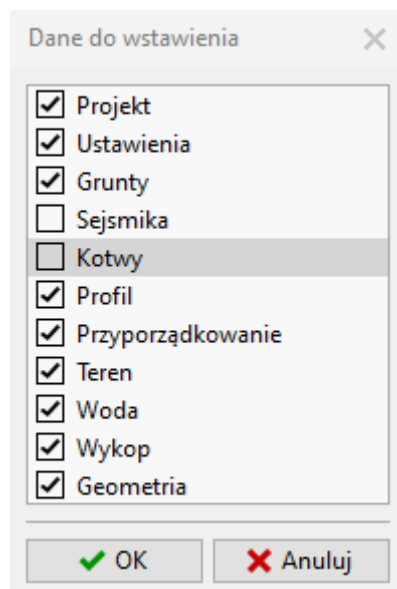 Dane do wstawienia
Projekt
Ustawienia
Grunty
Sejsmika
Kotwy
Profil
Przyporządkowanie
Teren
Woda
Wykop
Geometria
OK Anuluj